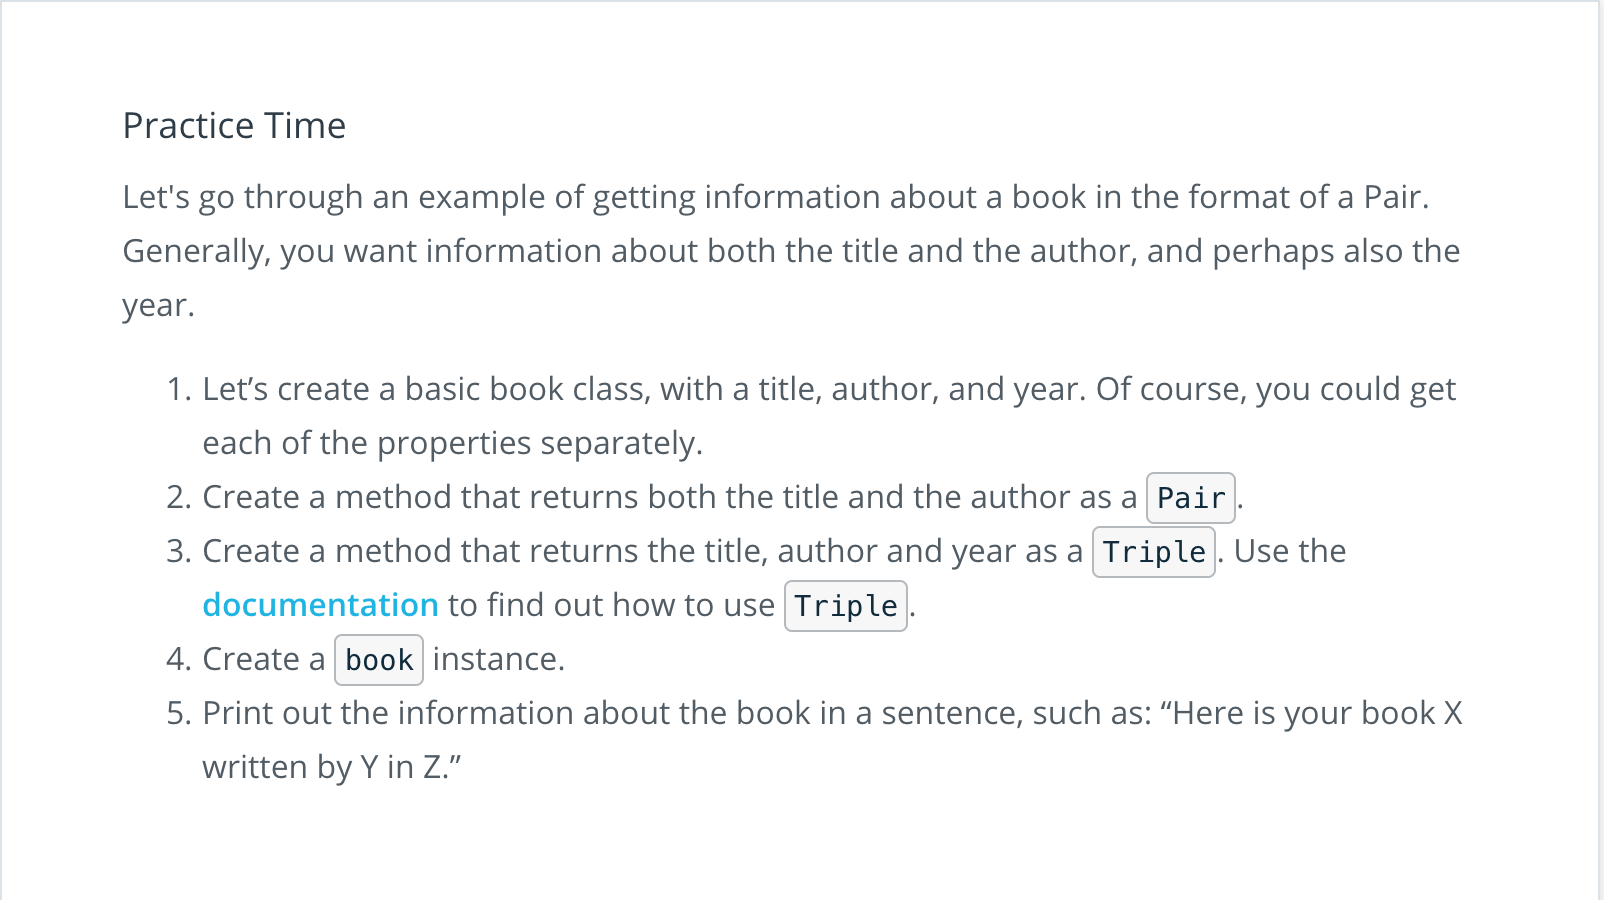 Practice Time
Let's go through an example of getting information about a book in the format of a Pair.
Generally, you want information about both the title and the author, and perhaps also the
year.
1. Let’s create a basic book class, with a title, author, and year. Of course, you could get
each of the properties separately.
2. Create a method that returns both the title and the author as a Pair.
3. Create a method that returns the title, author and year as a Triple. Use the
documentation to find out how to use Triple.
4. Create a book instance.
5. Print out the information about the book in a sentence, such as: “Here is your book X
written by Y in Z.”